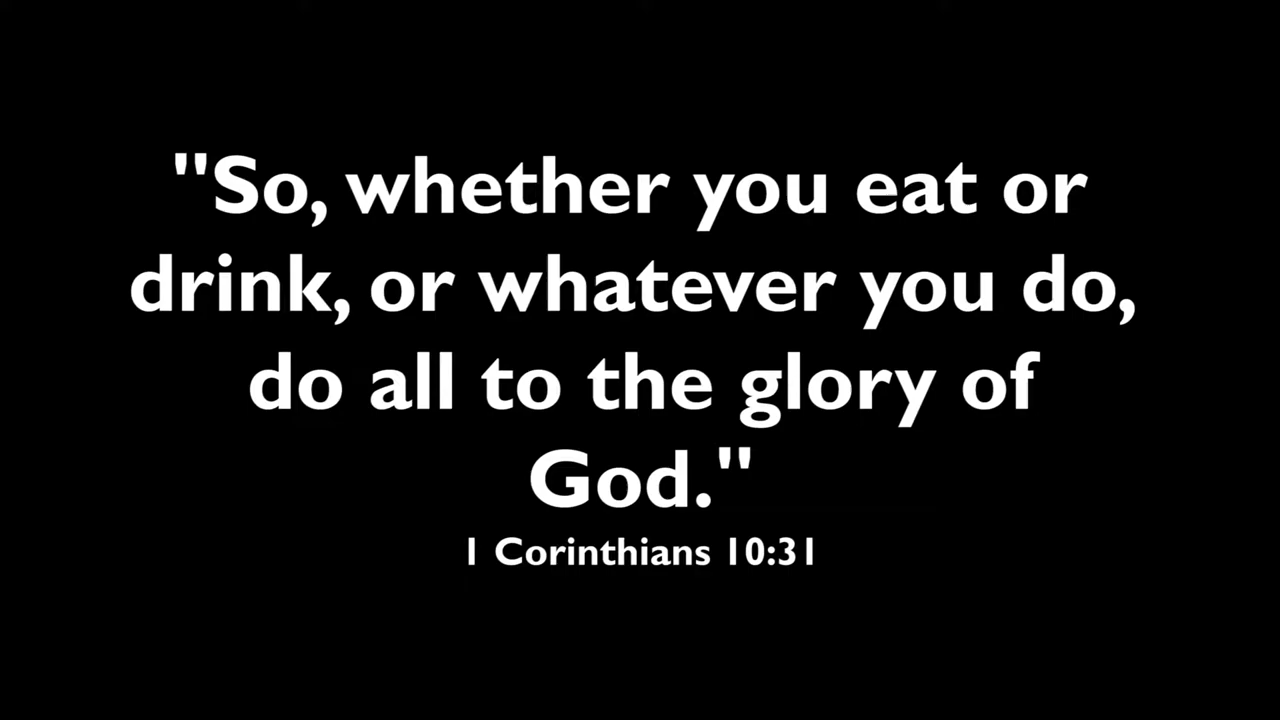 "So, whether you eat or
drink, or whatever you do,
do all to the glory of
God."
1 Corinthians 10:31